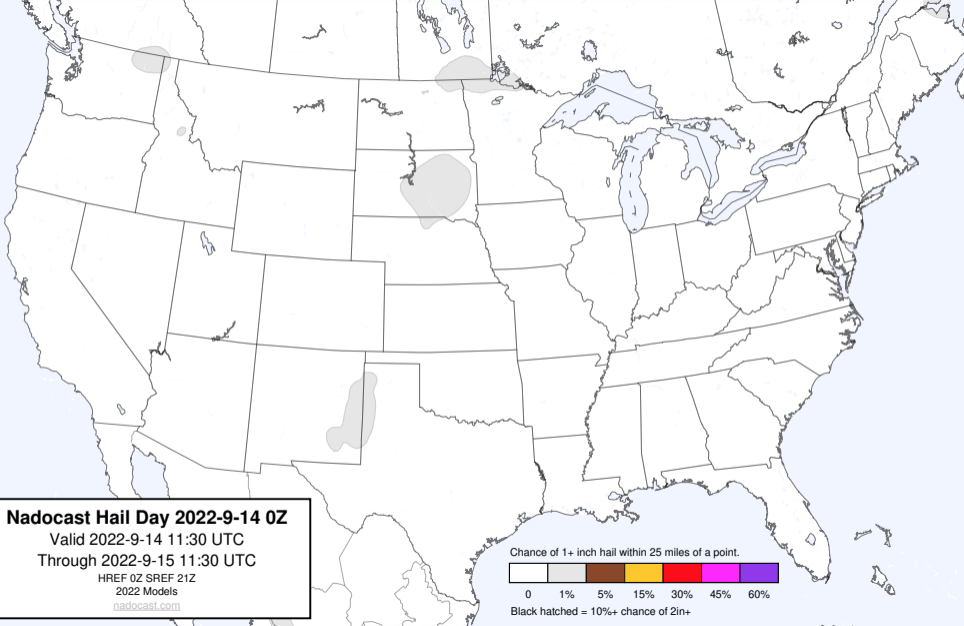 Nadocast Hail Day 2022-9-14 0Z
Valid 2022-9-14 11:30 UTC
Through 2022-9-15 11:30 UTC
HREF 0Z SREF 21Z
2022 Models
nadocast.com
Chance of 1+ inch hail within 25 miles of a point.
0 1% 5% 15% 30% 45% 60%
Black hatched = 10%+ chance of 2in+